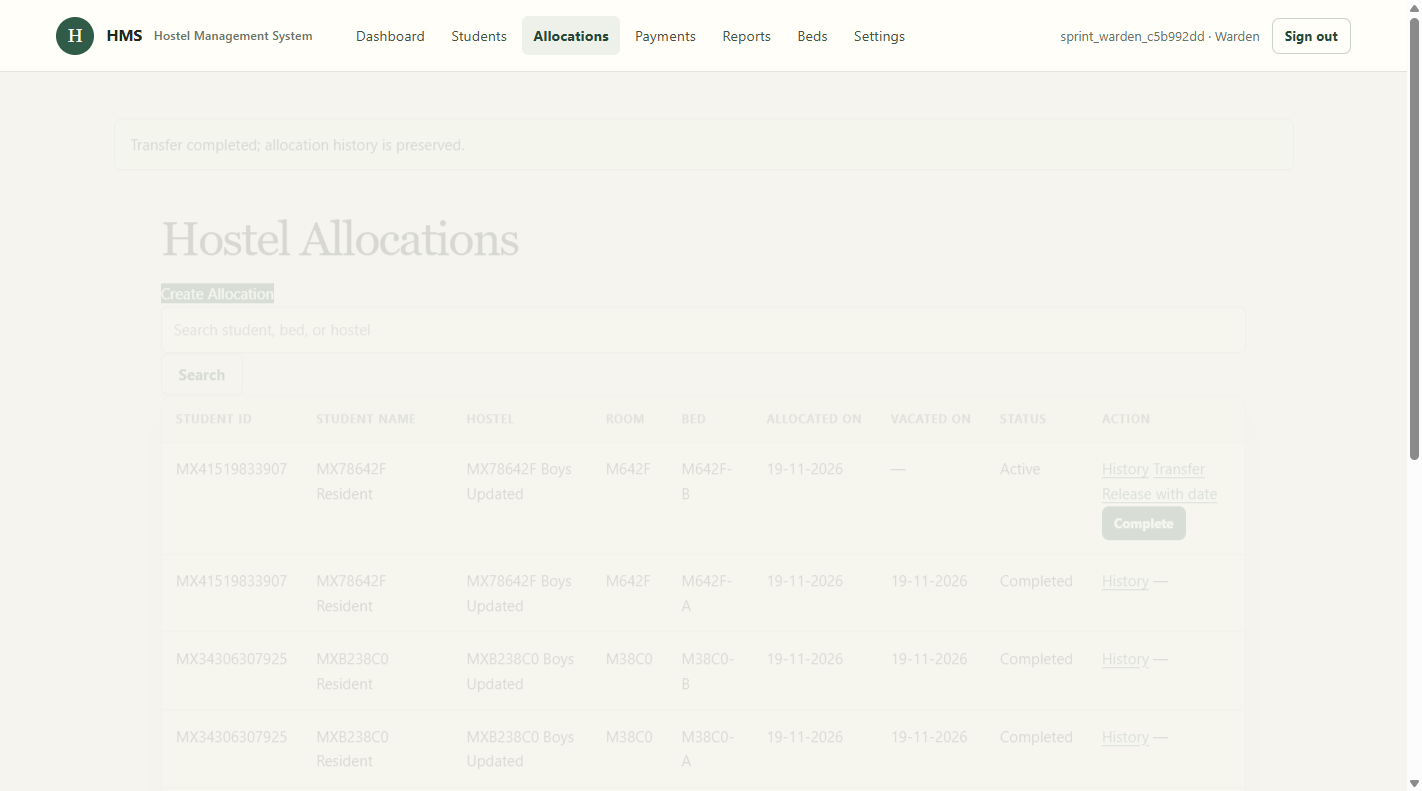 H HMS Hostel Management System Dashboard Students Allocations Payments Reports Beds Settings sprint_warden_c5b992dd · Warden Sign out
Transfer completed; allocation history is preserved.
Hostel Allocations
Create Allocation
Search student, bed, or hostel
Search
STUDENT ID STUDENT NAME HOSTEL ROOM BED ALLOCATED ON VACATED ON STATUS ACTION
MX41519833907 MX78642F MX78642F Boys M642F M642F- 19-11-2026 — Active History Transfer
Resident Updated B Release with date
Complete
MX41519833907 MX78642F MX78642F Boys M642F M642F- 19-11-2026 19-11-2026 Completed History —
Resident Updated A
MX34306307925 MXB238C0 MXB238C0 Boys M38C0 M38C0- 19-11-2026 19-11-2026 Completed History —
Resident Updated B
MX34306307925 MXB238C0 MXB238C0 Boys M38C0 M38C0- 19-11-2026 19-11-2026 Completed History —
Resident Updated A